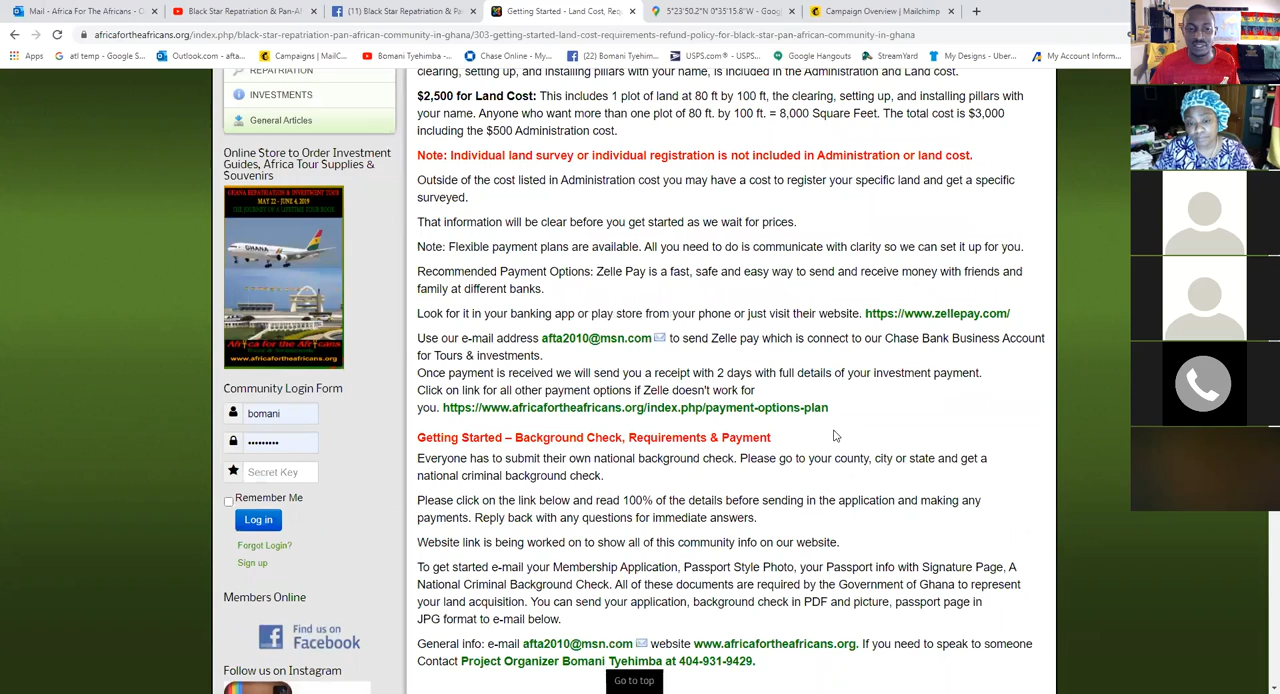 Mail - Africa For The Africans - O
Black Star Repatriation & Pan-Af
(11) Black Star Repatriation & Pa
Getting Started – Land Cost, Req
5°23'50.2"N 0°35'15.8"W - Goog
Campaign Overview | Mailchimp
africafortheafricans.org/index.php/black-star-repatriation-pan-african-community-in-ghana/303-getting-started-land-cost-requirements-refund-policy-for-black-star-pan-african-community-in-ghana
Apps
atl temp - Google S...
Outlook.com - afta...
Campaigns | MailC...
Bomani Tyehimba -...
Chase Online - My...
(22) Bomani Tyehim...
USPS.com® - USPS...
Google Hangouts
StreamYard
My Designs - Uber...
My Account Inform...
REPATRIATION
INVESTMENTS
General Articles
Online Store to Order Investment
Guides, Africa Tour Supplies &
Souvenirs
GHANA REPATRIATION & INVESTMENT TOUR
MAY 22 - JUNE 4, 2019
THE JOURNEY OF A LIFETIME TOUR BOOK
GHANA
Africa for the Africans
www.africafortheafricans.org
Community Login Form
bomani
•••••••••
Secret Key
Remember Me
Log in
Forgot Login?
Sign up
Members Online
Find us on
Facebook
Follow us on Instagram
clearing, setting up, and installing pillars with your name, is included in the Administration and Land cost.
$2,500 for Land Cost: This includes 1 plot of land at 80 ft by 100 ft, the clearing, setting up, and installing pillars with
your name. Anyone who want more than one plot of 80 ft. by 100 ft. = 8,000 Square Feet. The total cost is $3,000
including the $500 Administration cost.
Note: Individual land survey or individual registration is not included in Administration or land cost.
Outside of the cost listed in Administration cost you may have a cost to register your specific land and get a specific
surveyed.
That information will be clear before you get started as we wait for prices.
Note: Flexible payment plans are available. All you need to do is communicate with clarity so we can set it up for you.
Recommended Payment Options: Zelle Pay is a fast, safe and easy way to send and receive money with friends and
family at different banks.
Look for it in your banking app or play store from your phone or just visit their website. https://www.zellepay.com/
Use our e-mail address afta2010@msn.com to send Zelle pay which is connect to our Chase Bank Business Account
for Tours & investments.
Once payment is received we will send you a receipt with 2 days with full details of your investment payment.
Click on link for all other payment options if Zelle doesn't work for
you. https://www.africafortheafricans.org/index.php/payment-options-plan
Getting Started – Background Check, Requirements & Payment
Everyone has to submit their own national background check. Please go to your county, city or state and get a
national criminal background check.
Please click on the link below and read 100% of the details before sending in the application and making any
payments. Reply back with any questions for immediate answers.
Website link is being worked on to show all of this community info on our website.
To get started e-mail your Membership Application, Passport Style Photo, your Passport info with Signature Page, A
National Criminal Background Check. All of these documents are required by the Government of Ghana to represent
your land acquisition. You can send your application, background check in PDF and picture, passport page in
JPG format to e-mail below.
General info: e-mail afta2010@msn.com website www.africafortheafricans.org. If you need to speak to someone
Contact Project Organizer Bomani Tyehimba at 404-931-9429.
Go to top